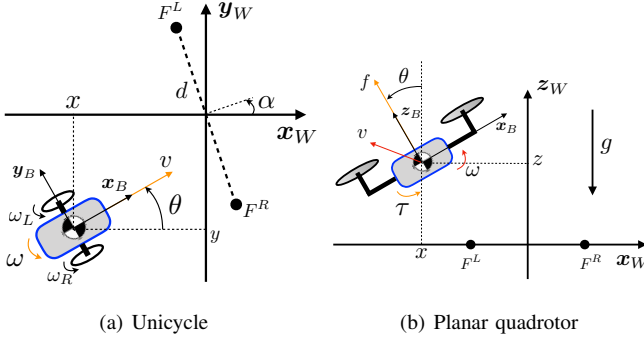 F^L
y_W
d
α
x
x_W
y_B
x_B
v
θ
F^R
ω_L
y
ω
ω_R
(a) Unicycle
f
θ
z_W
z_B
x_B
v
g
ω
z
τ
x
F^L
F^R
x_W
(b) Planar quadrotor